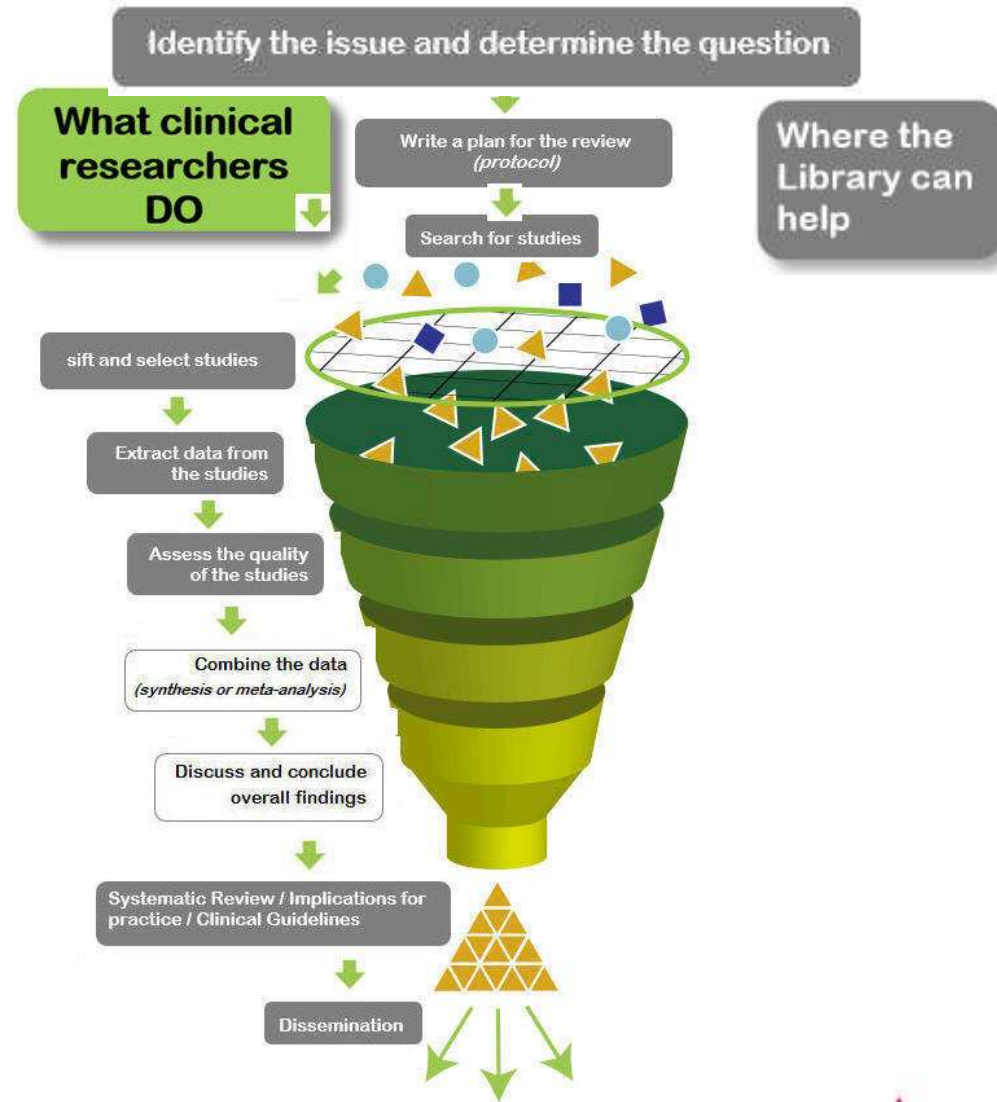 Identify the issue and determine the question
What clinical
researchers
DO
Write a plan for the review
(protocol)
Where the
Library can
help
Search for studies
sift and select studies
Extract data from
the studies
Assess the quality
of the studies
Combine the data
(synthesis or meta-analysis)
Discuss and conclude
overall findings
Systematic Review / Implications for
practice / Clinical Guidelines
Dissemination